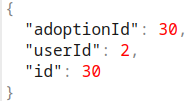 {
  "adoptionId": 30,
  "userId": 2,
  "id": 30
}